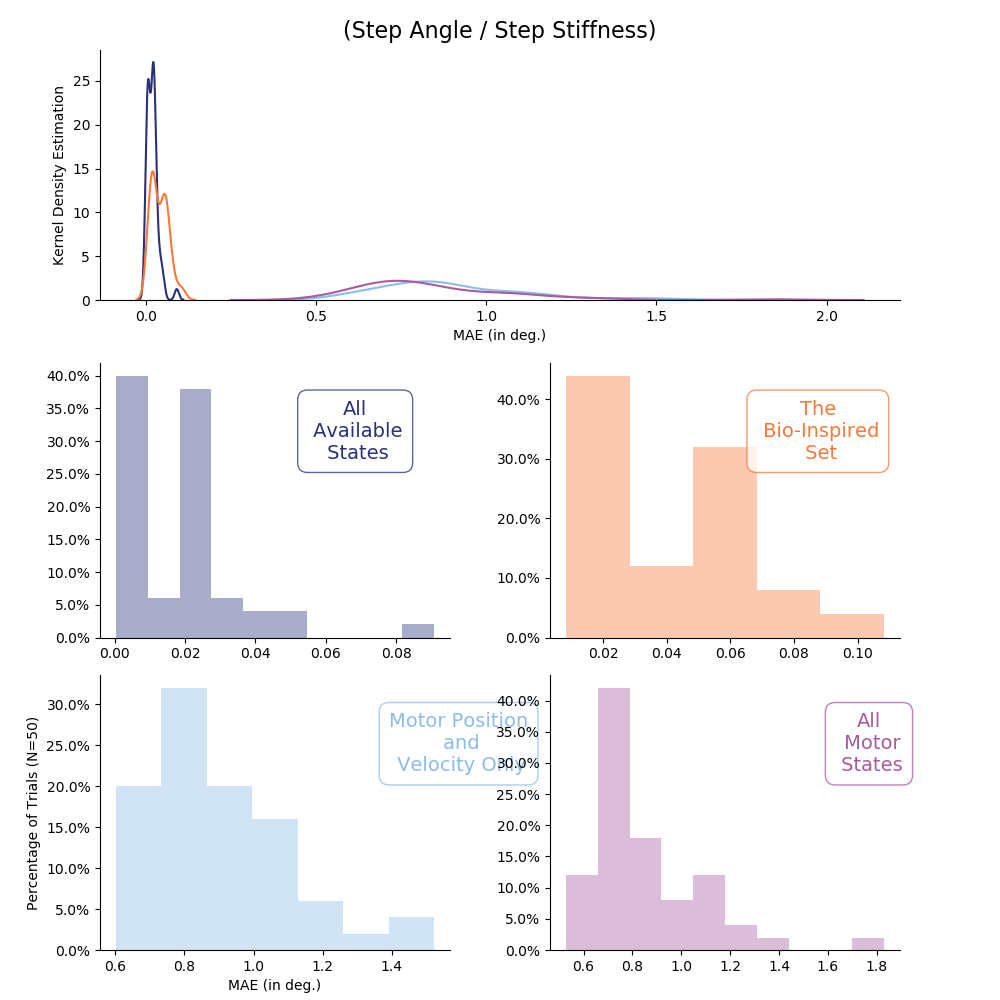 (Step Angle / Step Stiffness)
Kernel Density Estimation
25
20
15
10
5
0
0.0 0.5 1.0 1.5 2.0
MAE (in deg.)
40.0%
35.0%
30.0%
25.0%
20.0%
15.0%
10.0%
5.0%
0.0%
All
Available
States
0.00 0.02 0.04 0.06 0.08
40.0%
30.0%
20.0%
10.0%
0.0%
The
Bio-Inspired
Set
0.02 0.04 0.06 0.08 0.10
Percentage of Trials (N=50)
30.0%
25.0%
20.0%
15.0%
10.0%
5.0%
0.0%
Motor Position
and
Velocity Only
0.6 0.8 1.0 1.2 1.4
MAE (in deg.)
40.0%
35.0%
30.0%
25.0%
20.0%
15.0%
10.0%
5.0%
0.0%
All
Motor
States
0.6 0.8 1.0 1.2 1.4 1.6 1.8